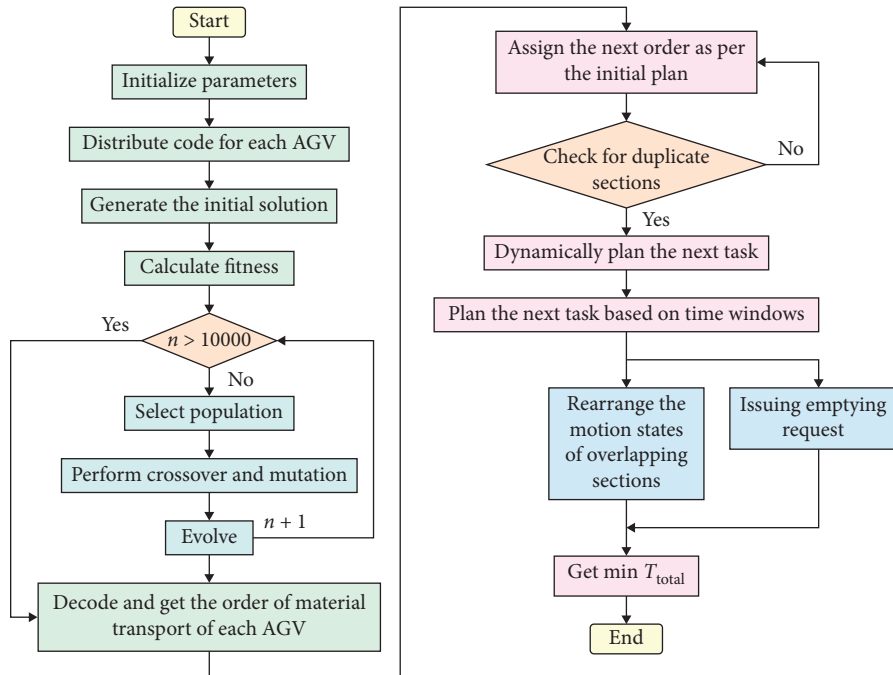 Start
Initialize parameters
Distribute code for each AGV
Generate the initial solution
Calculate fitness
Yes
n > 10000
No
Select population
Perform crossover and mutation
Evolve
n + 1
Decode and get the order of material
transport of each AGV
Assign the next order as per
the initial plan
Check for duplicate
sections
No
Yes
Dynamically plan the next task
Plan the next task based on time windows
Rearrange the
motion states
of overlapping
sections
Issuing emptying
request
Get min T_total
End